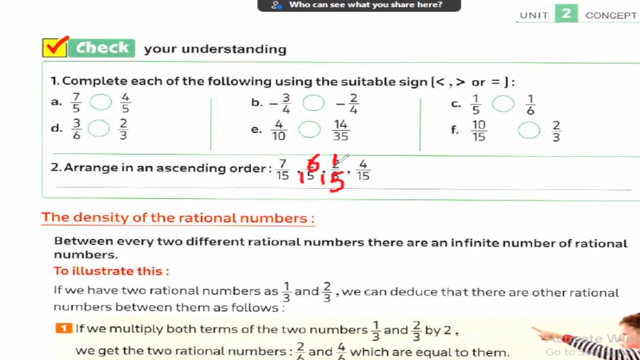 Who can see what you share here?
UNIT 2 CONCEPT
Check your understanding
1. Complete each of the following using the suitable sign [< , > or =] :
a. 7/5 ◯ 4/5 b. - 3/4 ◯ - 2/4 c. 1/5 ◯ 1/6
d. 3/6 ◯ 2/3 e. 4/10 ◯ 14/35 f. 10/15 ◯ 2/3
2. Arrange in an ascending order : 7/15 , , , 4/15
The density of the rational numbers :
Between every two different rational numbers there are an infinite number of rational
numbers.
To illustrate this :
If we have two rational numbers as 1/3 and 2/3 , we can deduce that there are other rational
numbers between them as follows :
1 If we multiply both terms of the two numbers 1/3 and 2/3 by 2 ,
we get the two rational numbers : 2/6 and 4/6 which are equal to them.